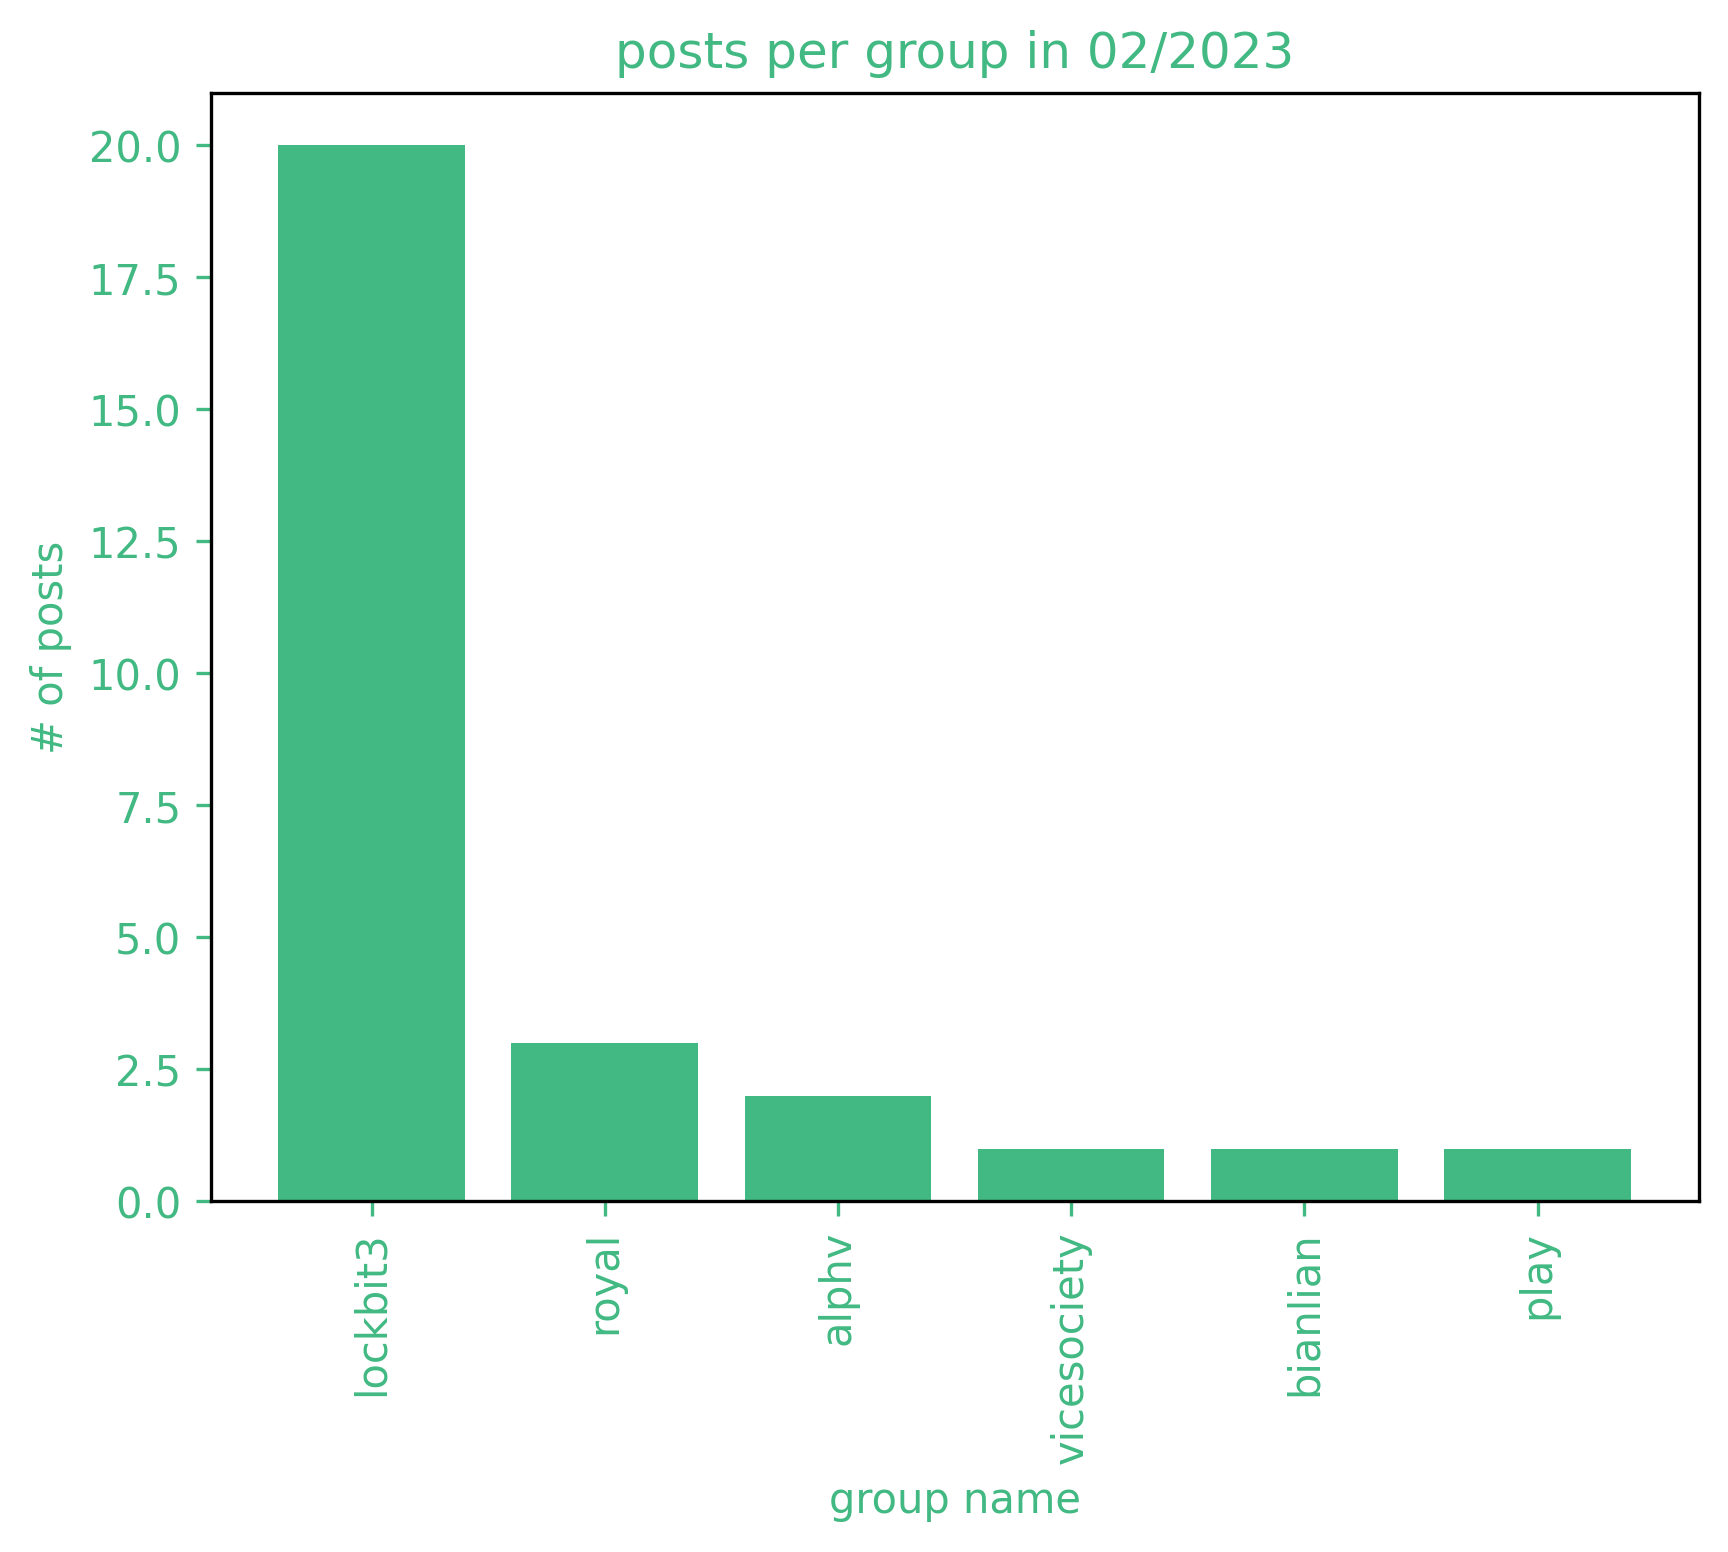 posts per group in 02/2023
20.0
17.5
15.0
12.5
10.0
7.5
5.0
2.5
0.0
# of posts
lockbit3
royal
alphv
vicesociety
bianlian
play
group name